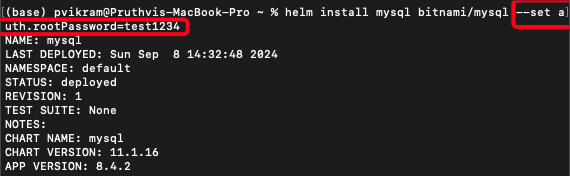 [(base) pvikram@Pruthvis-MacBook-Pro ~ % helm install mysql bitnami/mysql --set a]
uth.rootPassword=test1234
NAME: mysql
LAST DEPLOYED: Sun Sep  8 14:32:48 2024
NAMESPACE: default
STATUS: deployed
REVISION: 1
TEST SUITE: None
NOTES:
CHART NAME: mysql
CHART VERSION: 11.1.16
APP VERSION: 8.4.2